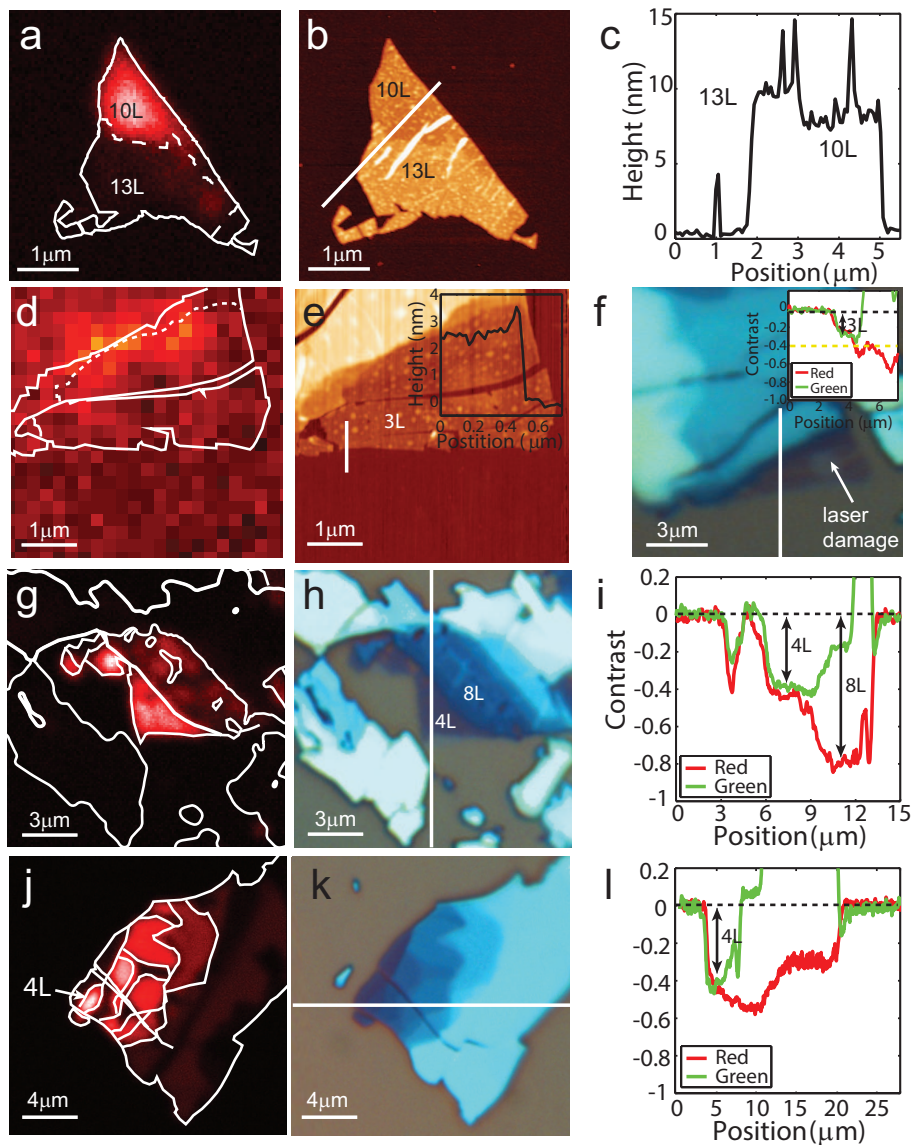 a
10L
13L
1μm
b
10L
13L
1μm
c
15
10
5
0
Height (nm)
13L
10L
0
1
2
3
4
5
Position (μm)
d
1μm
e
4
3
2
1
0
Height (nm)
0
0.2
0.4
0.6
Postition (μm)
3L
1μm
f
0
-0.2
-0.4
-0.6
-0.8
-1.0
Contrast
3L
Red
Green
0
2
4
6
Position (μm)
laser
damage
3μm
g
3μm
h
8L
4L
3μm
i
0.2
0
-0.2
-0.4
-0.6
-0.8
-1
Contrast
4L
8L
Red
Green
0
3
6
9
12
15
Position (μm)
j
4L
4μm
k
4μm
l
0.2
0
-0.2
-0.4
-0.6
-0.8
-1
4L
Red
Green
0
5
10
15
20
25
Position (μm)